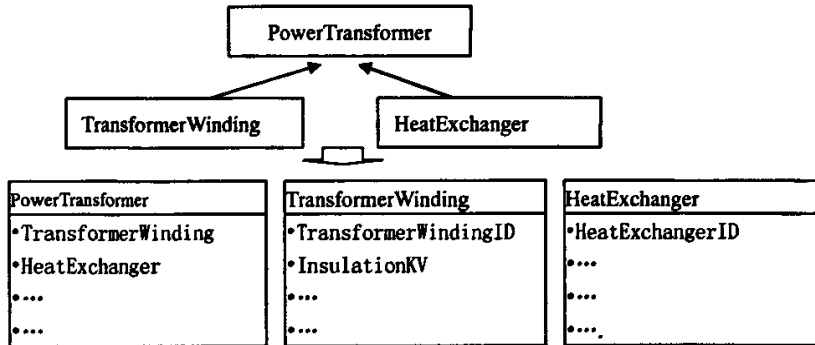 PowerTransformer
TransformerWinding
HeatExchanger
PowerTransformer
•TransformerWinding
•HeatExchanger
•...
•...
TransformerWinding
•TransformerWindingID
•InsulationKV
•...
•...
HeatExchanger
•HeatExchangerID
•...
•...
•...